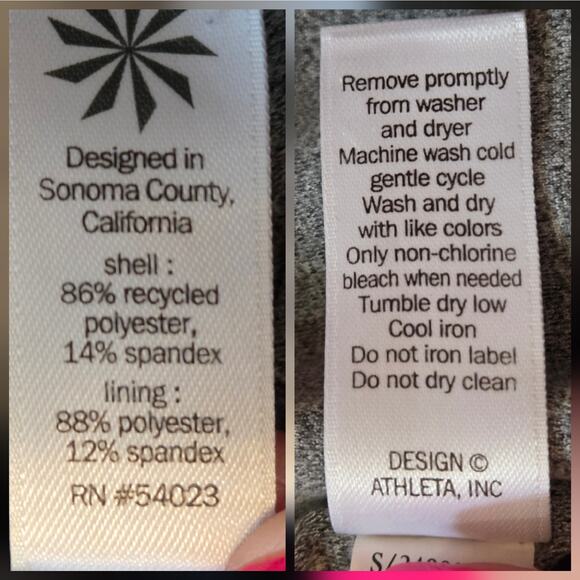 Designed in
Sonoma County,
California
shell :
86% recycled
polyester,
14% spandex
lining :
88% polyester,
12% spandex
RN #54023
Remove promptly
from washer
and dryer
Machine wash cold
gentle cycle
Wash and dry
with like colors
Only non-chlorine
bleach when needed
Tumble dry low
Cool iron
Do not iron label
Do not dry clean
DESIGN ©
ATHLETA, INC